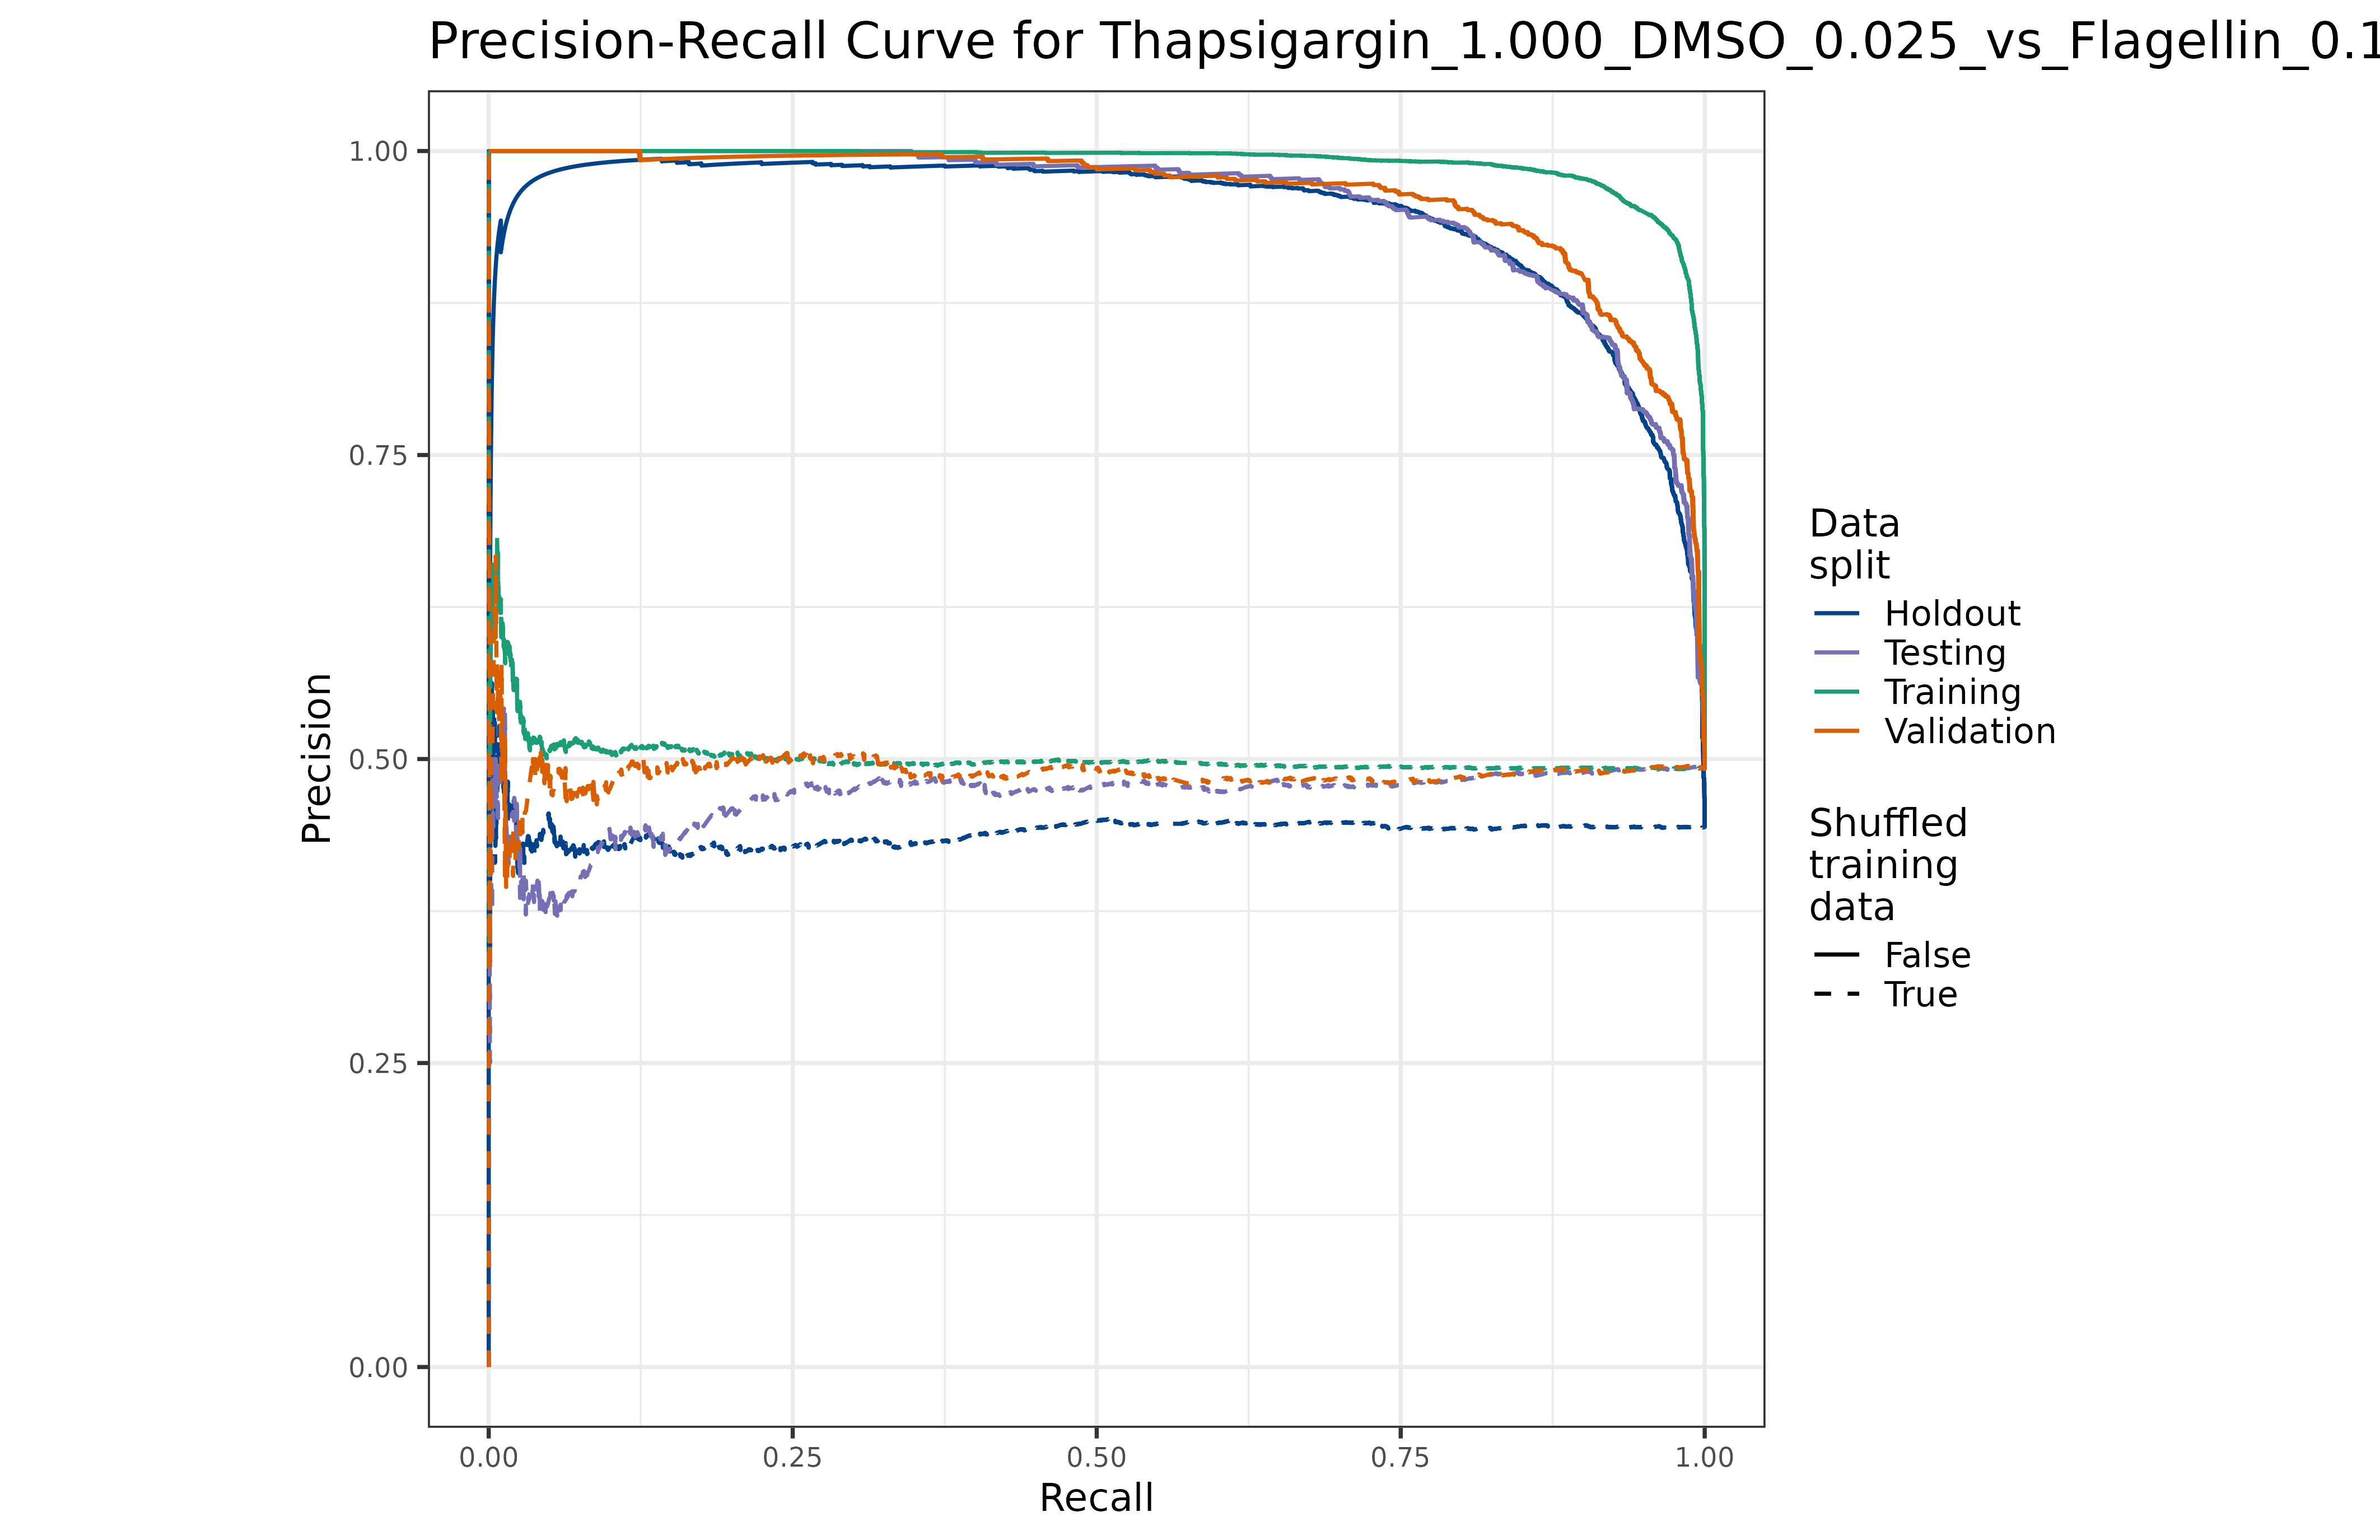 Precision-Recall Curve for Thapsigargin_1.000_DMSO_0.025_vs_Flagellin_0.1
1.00
0.75
0.50
0.25
0.00
Precision
0.00 0.25 0.50 0.75 1.00
Recall
Data
split
Holdout
Testing
Training
Validation
Shuffled
training
data
False
True